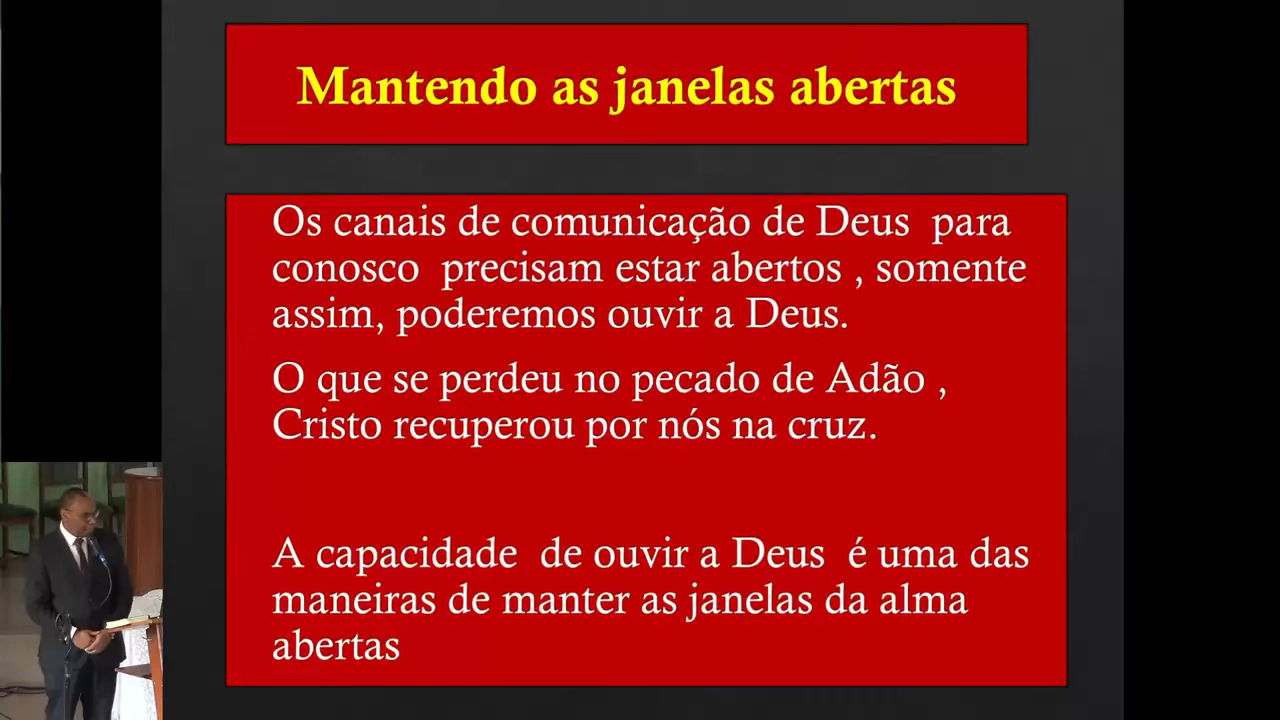 Mantendo as janelas abertas
Os canais de comunicação de Deus para
conosco precisam estar abertos , somente
assim, poderemos ouvir a Deus.
O que se perdeu no pecado de Adão ,
Cristo recuperou por nós na cruz.
A capacidade de ouvir a Deus é uma das
maneiras de manter as janelas da alma
abertas